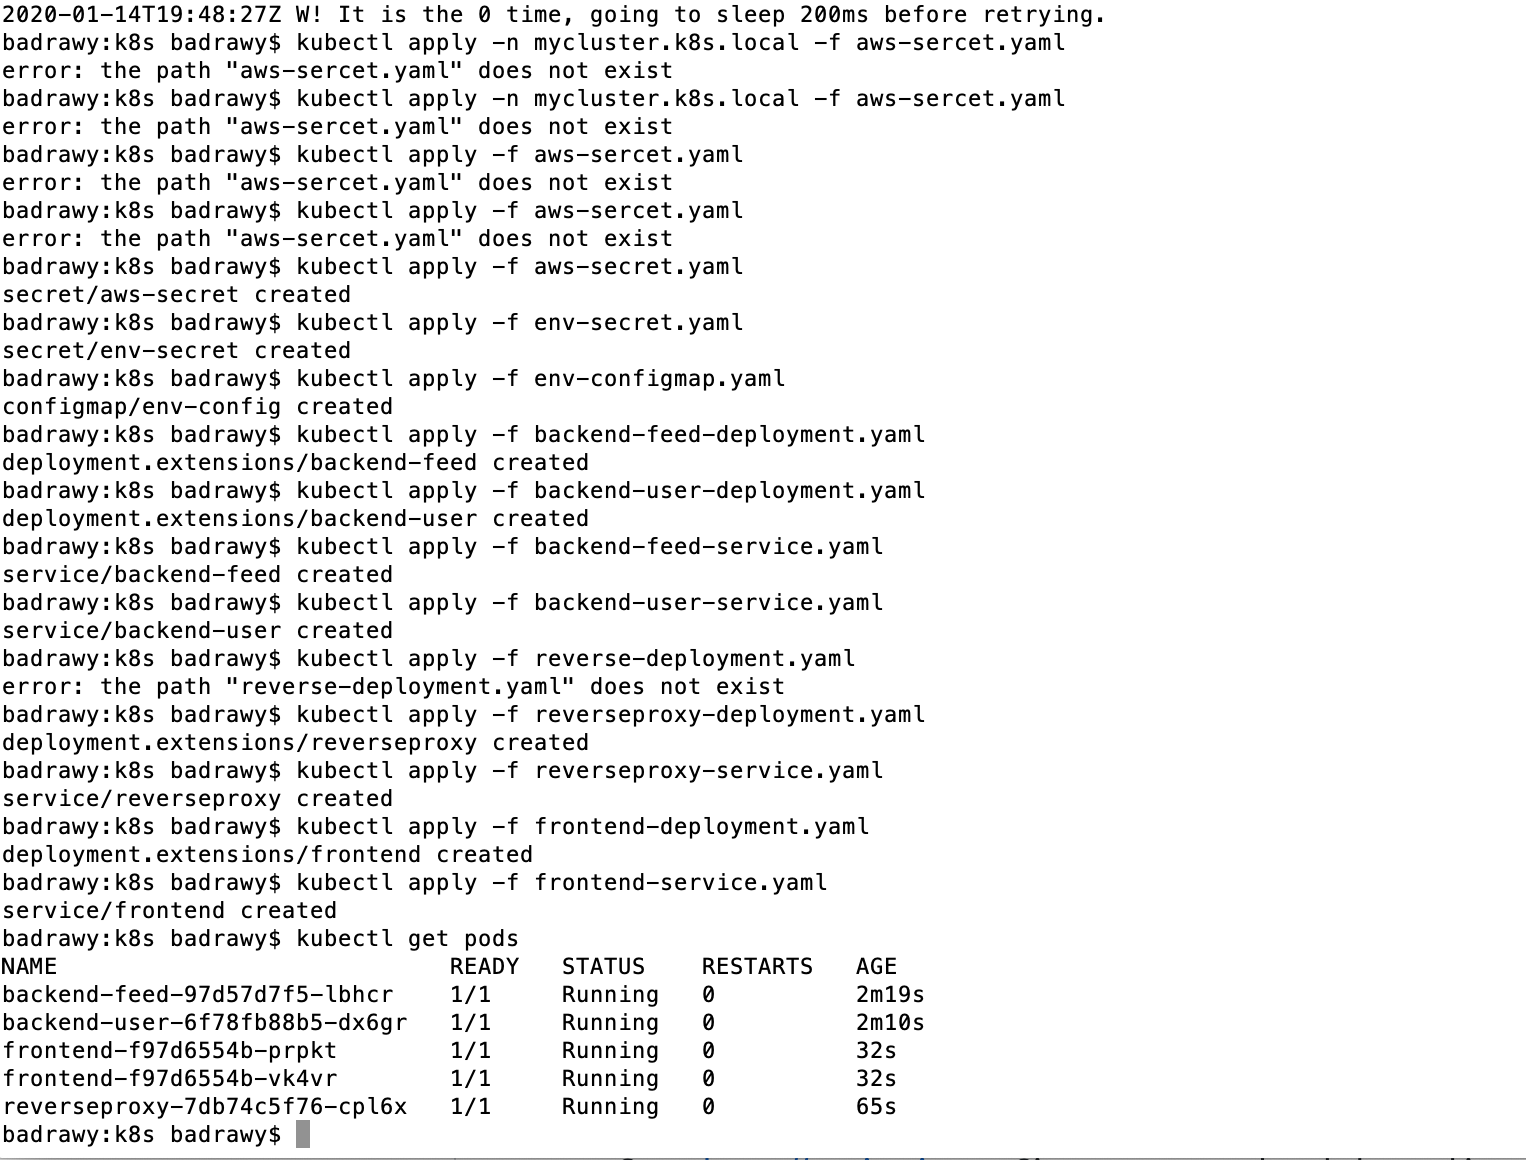 2020-01-14T19:48:27Z W! It is the 0 time, going to sleep 200ms before retrying.
badrawy:k8s badrawy$ kubectl apply -n mycluster.k8s.local -f aws-sercet.yaml
error: the path "aws-sercet.yaml" does not exist
badrawy:k8s badrawy$ kubectl apply -n mycluster.k8s.local -f aws-sercet.yaml
error: the path "aws-sercet.yaml" does not exist
badrawy:k8s badrawy$ kubectl apply -f aws-sercet.yaml
error: the path "aws-sercet.yaml" does not exist
badrawy:k8s badrawy$ kubectl apply -f aws-sercet.yaml
error: the path "aws-sercet.yaml" does not exist
badrawy:k8s badrawy$ kubectl apply -f aws-secret.yaml
secret/aws-secret created
badrawy:k8s badrawy$ kubectl apply -f env-secret.yaml
secret/env-secret created
badrawy:k8s badrawy$ kubectl apply -f env-configmap.yaml
configmap/env-config created
badrawy:k8s badrawy$ kubectl apply -f backend-feed-deployment.yaml
deployment.extensions/backend-feed created
badrawy:k8s badrawy$ kubectl apply -f backend-user-deployment.yaml
deployment.extensions/backend-user created
badrawy:k8s badrawy$ kubectl apply -f backend-feed-service.yaml
service/backend-feed created
badrawy:k8s badrawy$ kubectl apply -f backend-user-service.yaml
service/backend-user created
badrawy:k8s badrawy$ kubectl apply -f reverse-deployment.yaml
error: the path "reverse-deployment.yaml" does not exist
badrawy:k8s badrawy$ kubectl apply -f reverseproxy-deployment.yaml
deployment.extensions/reverseproxy created
badrawy:k8s badrawy$ kubectl apply -f reverseproxy-service.yaml
service/reverseproxy created
badrawy:k8s badrawy$ kubectl apply -f frontend-deployment.yaml
deployment.extensions/frontend created
badrawy:k8s badrawy$ kubectl apply -f frontend-service.yaml
service/frontend created
badrawy:k8s badrawy$ kubectl get pods
NAME READY STATUS RESTARTS AGE
backend-feed-97d57d7f5-lbhcr 1/1 Running 0 2m19s
backend-user-6f78fb88b5-dx6gr 1/1 Running 0 2m10s
frontend-f97d6554b-prpkt 1/1 Running 0 32s
frontend-f97d6554b-vk4vr 1/1 Running 0 32s
reverseproxy-7db74c5f76-cpl6x 1/1 Running 0 65s
badrawy:k8s badrawy$